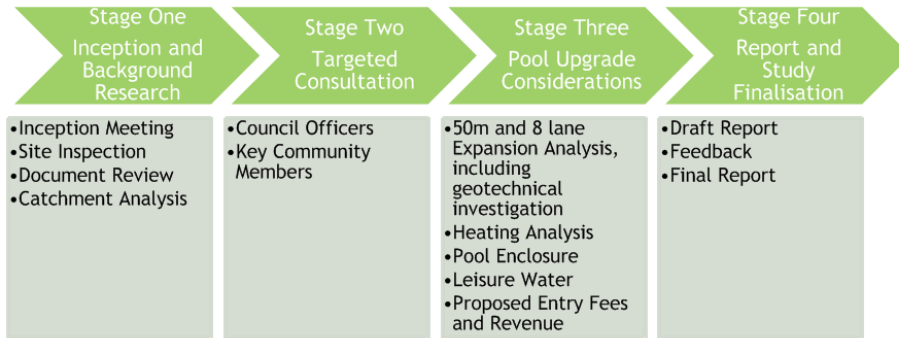 Stage One
Inception and
Background
Research
•Inception Meeting
•Site Inspection
•Document Review
•Catchment Analysis
Stage Two
Targeted
Consultation
•Council Officers
•Key Community
Members
Stage Three
Pool Upgrade
Considerations
•50m and 8 lane
Expansion Analysis,
including
geotechnical
investigation
•Heating Analysis
•Pool Enclosure
•Leisure Water
•Proposed Entry Fees
and Revenue
Stage Four
Report and
Study
Finalisation
•Draft Report
•Feedback
•Final Report